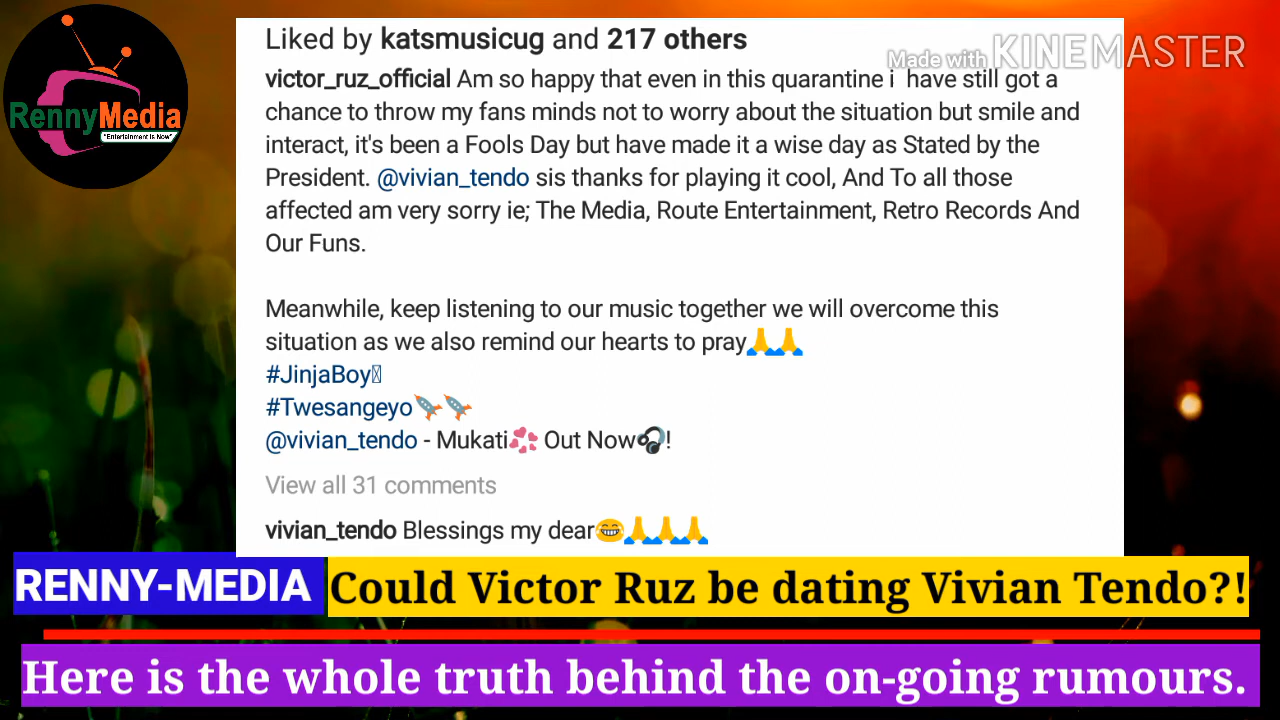 Liked by katsmusicug and 217 others
Made with KINEMASTER
RennyMedia
"Entertainment is Now"
victor_ruz_official Am so happy that even in this quarantine i have still got a
chance to throw my fans minds not to worry about the situation but smile and
interact, it's been a Fools Day but have made it a wise day as Stated by the
President. @vivian_tendo sis thanks for playing it cool, And To all those
affected am very sorry ie; The Media, Route Entertainment, Retro Records And
Our Funs.
Meanwhile, keep listening to our music together we will overcome this
situation as we also remind our hearts to pray🙏🙏
#JinjaBoy
#Twesangeyo🚀🚀
@vivian_tendo - Mukati💞 Out Now🎧!
View all 31 comments
vivian_tendo Blessings my dear😂🙏🙏🙏
RENNY-MEDIA Could Victor Ruz be dating Vivian Tendo?!
Here is the whole truth behind the on-going rumours.